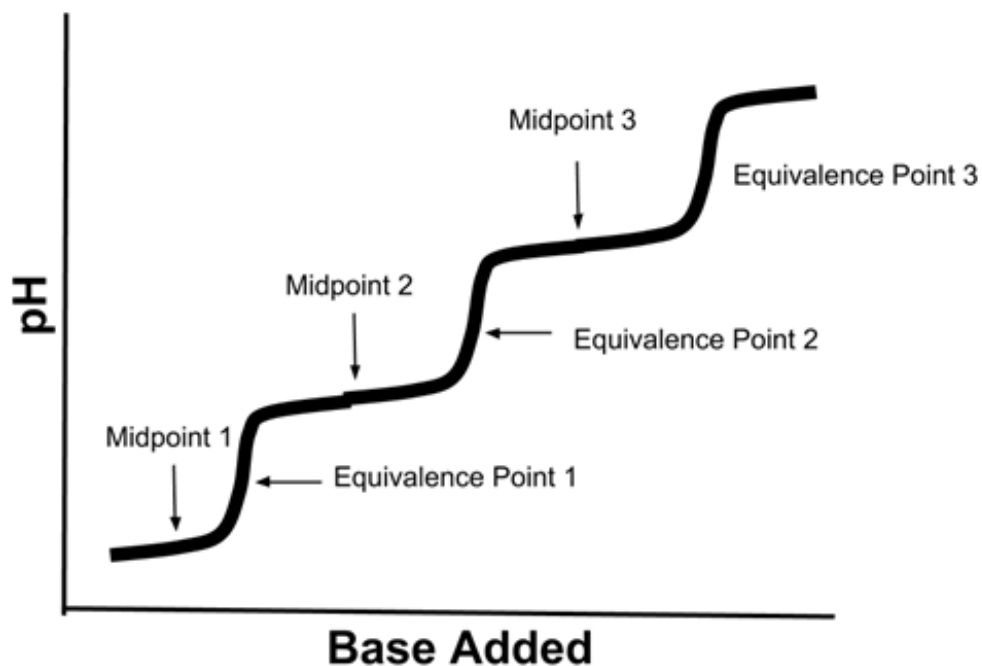 Midpoint 3
Equivalence Point 3
Midpoint 2
pH
Equivalence Point 2
Midpoint 1
Equivalence Point 1
Base Added